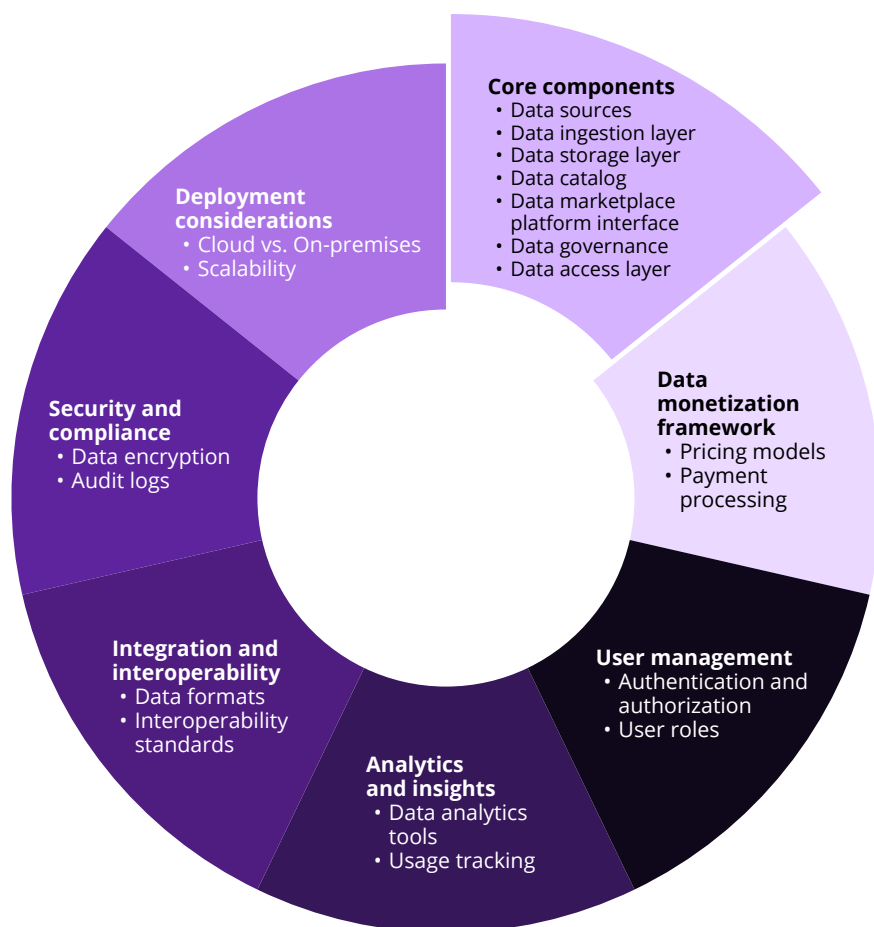 Core components
• Data sources
• Data ingestion layer
• Data storage layer
• Data catalog
• Data marketplace
platform interface
• Data governance
• Data access layer
Data
monetization
framework
• Pricing models
• Payment
processing
User management
• Authentication and
authorization
• User roles
Analytics
and insights
• Data analytics
tools
• Usage tracking
Integration and
interoperability
• Data formats
• Interoperability
standards
Security and
compliance
• Data encryption
• Audit logs
Deployment
considerations
• Cloud vs. On-premises
• Scalability